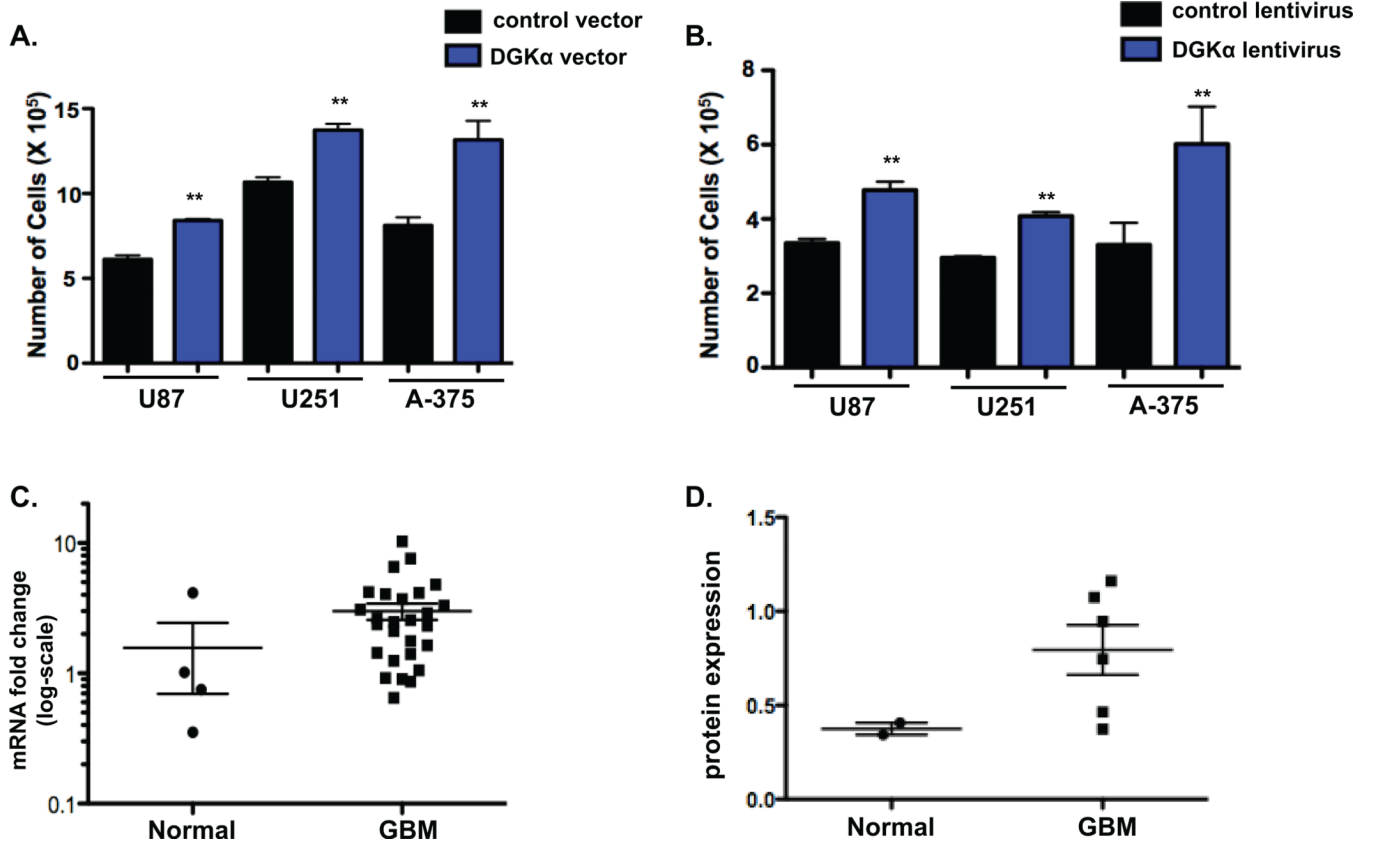 A.
control vector
DGKα vector
Number of Cells (X 10⁵)
15
10
5
0
**
**
**
U87
U251
A-375
B.
control lentivirus
DGKα lentivirus
Number of Cells (X 10⁵)
8
6
4
2
0
**
**
**
U87
U251
A-375
C.
mRNA fold change
(log-scale)
10
1
0.1
Normal
GBM
D.
protein expression
1.5
1.0
0.5
0.0
Normal
GBM